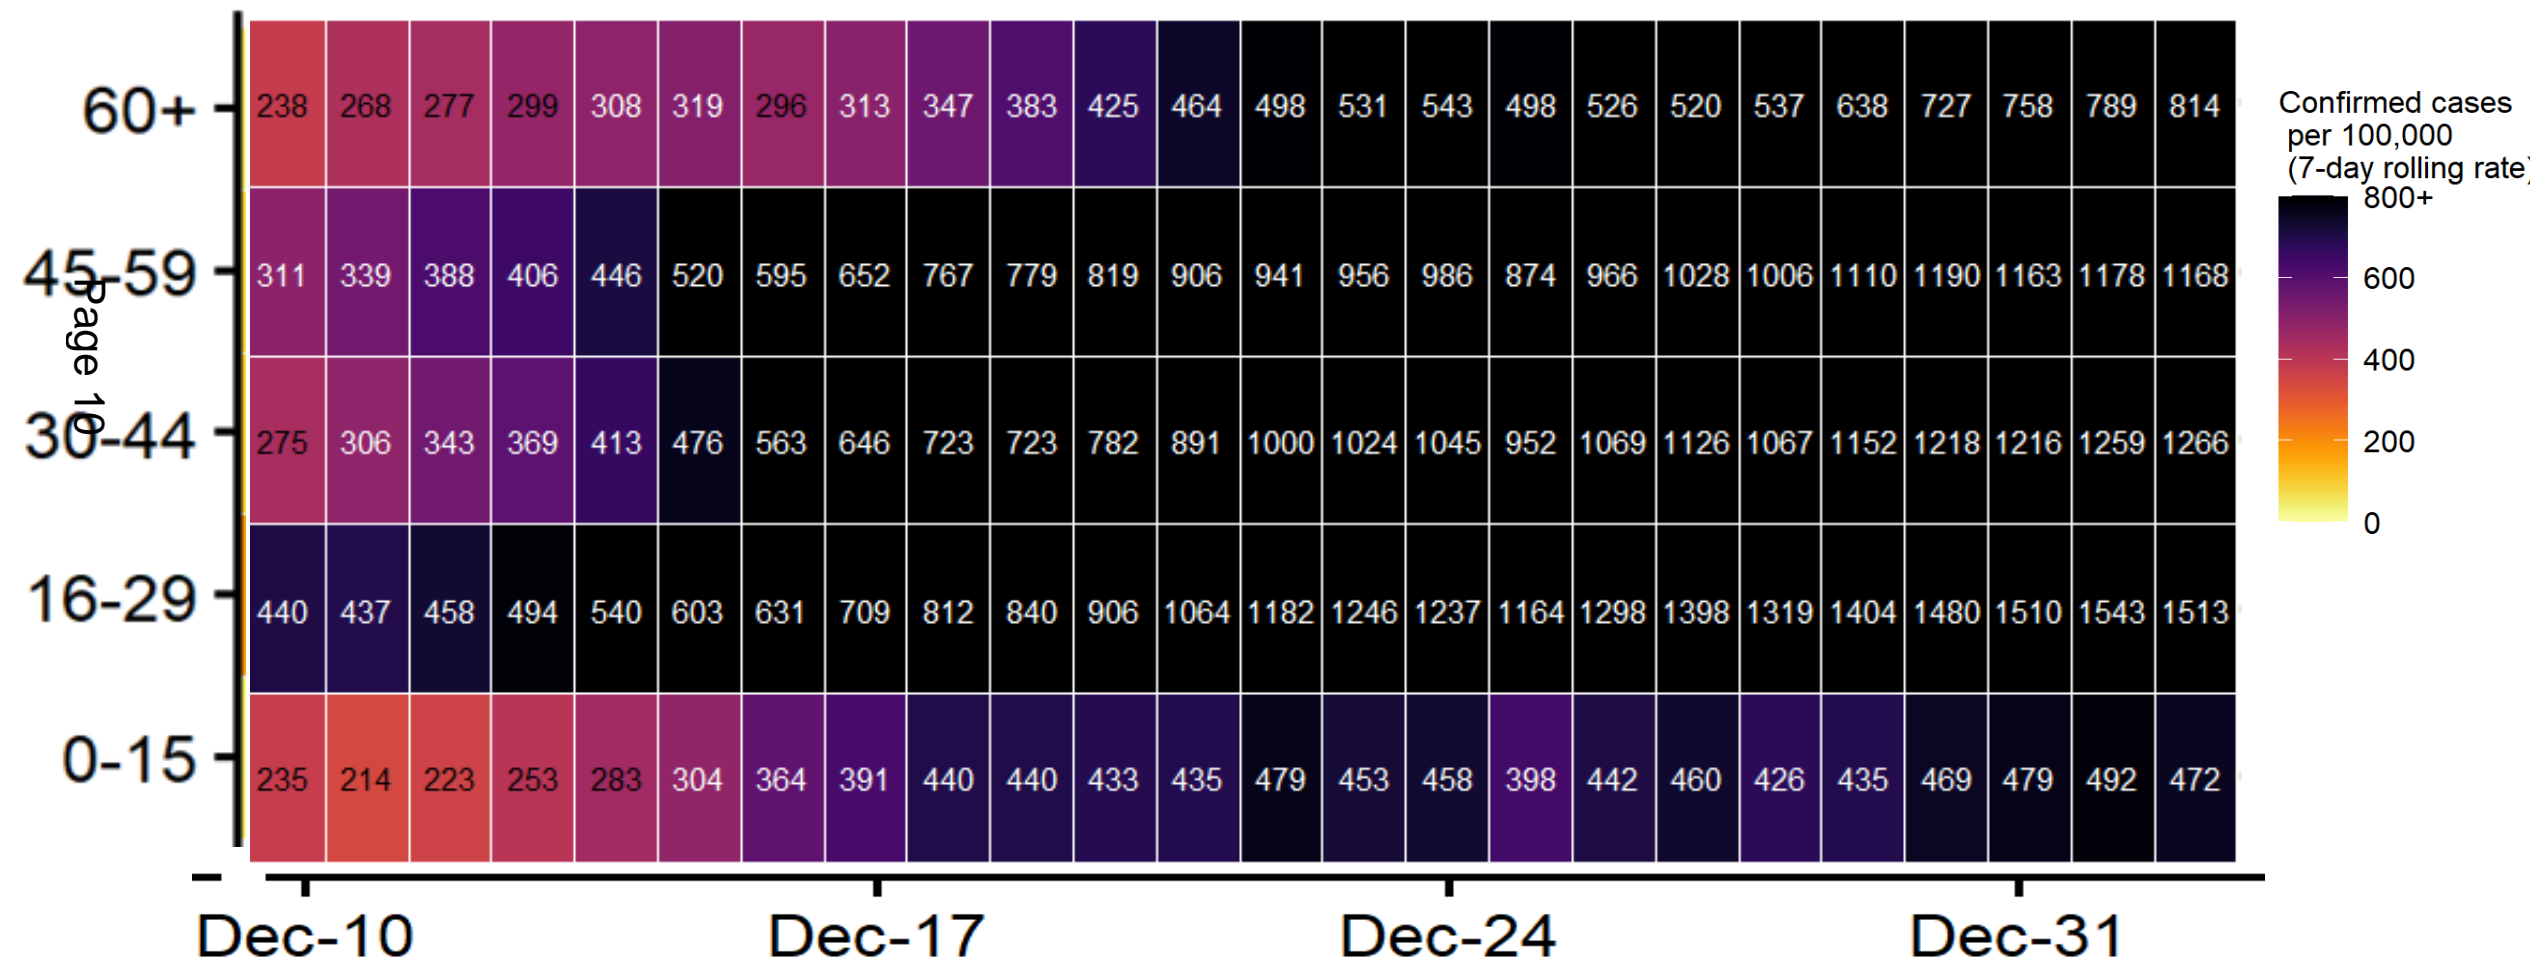 60+ 238 268 277 299 308 319 296 313 347 383 425 464 498 531 543 498 526 520 537 638 727 758 789 814
45-59 311 339 388 406 446 520 595 652 767 779 819 906 941 956 986 874 966 1028 1006 1110 1190 1163 1178 1168
30-44 275 306 343 369 413 476 563 646 723 723 782 891 1000 1024 1045 952 1069 1126 1067 1152 1218 1216 1259 1266
16-29 440 437 458 494 540 603 631 709 812 840 906 1064 1182 1246 1237 1164 1298 1398 1319 1404 1480 1510 1543 1513
0-15 235 214 223 253 283 304 364 391 440 440 433 435 479 453 458 398 442 460 426 435 469 479 492 472
Dec-10 Dec-17 Dec-24 Dec-31
Page 10
Confirmed cases
per 100,000
(7-day rolling rate)
800+
600
400
200
0